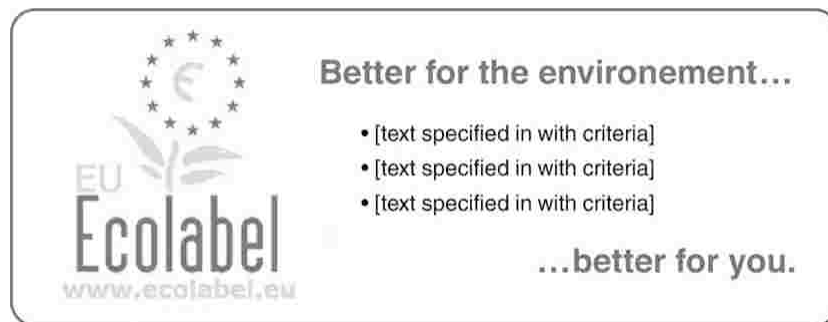 Better for the environement…
• [text specified in with criteria]
• [text specified in with criteria]
• [text specified in with criteria]
…better for you.
EU
Ecolabel
www.ecolabel.eu